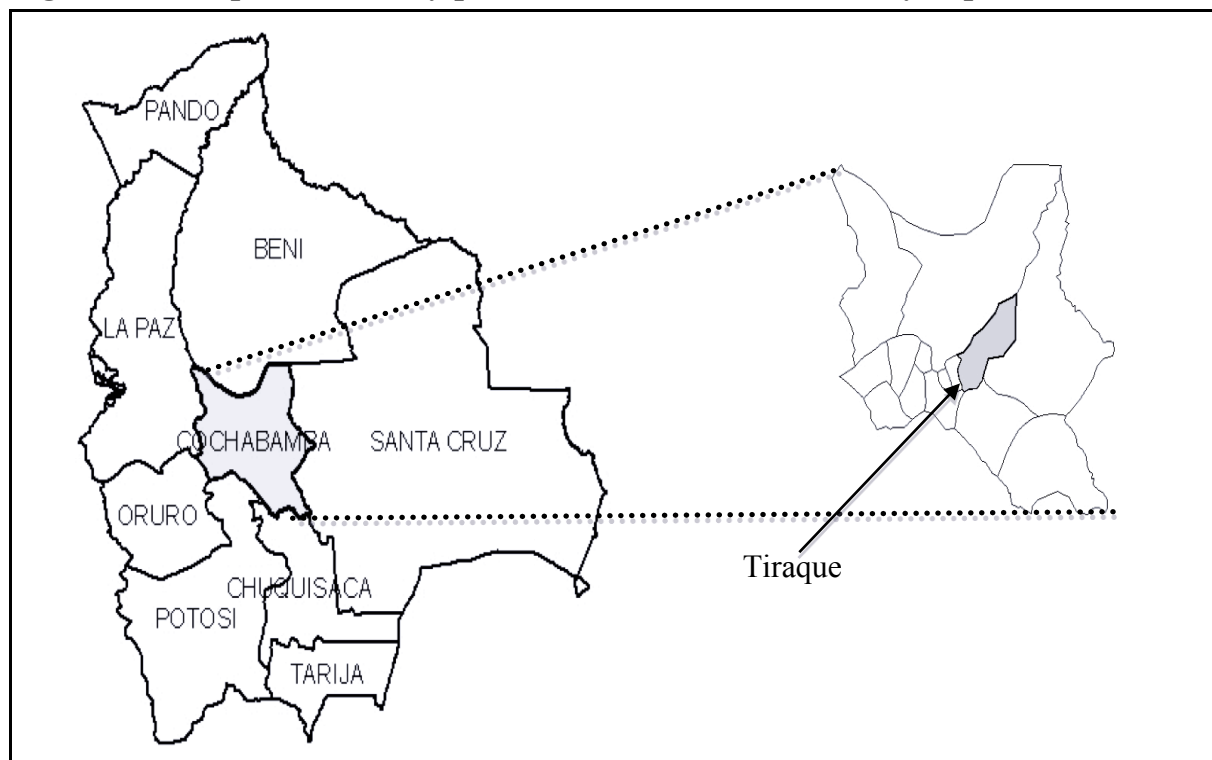 PANDO
BENI
LA PAZ
COCHABAMBA
SANTA CRUZ
ORURO
CHUQUISACA
POTOSI
TARIJA
Tiraque